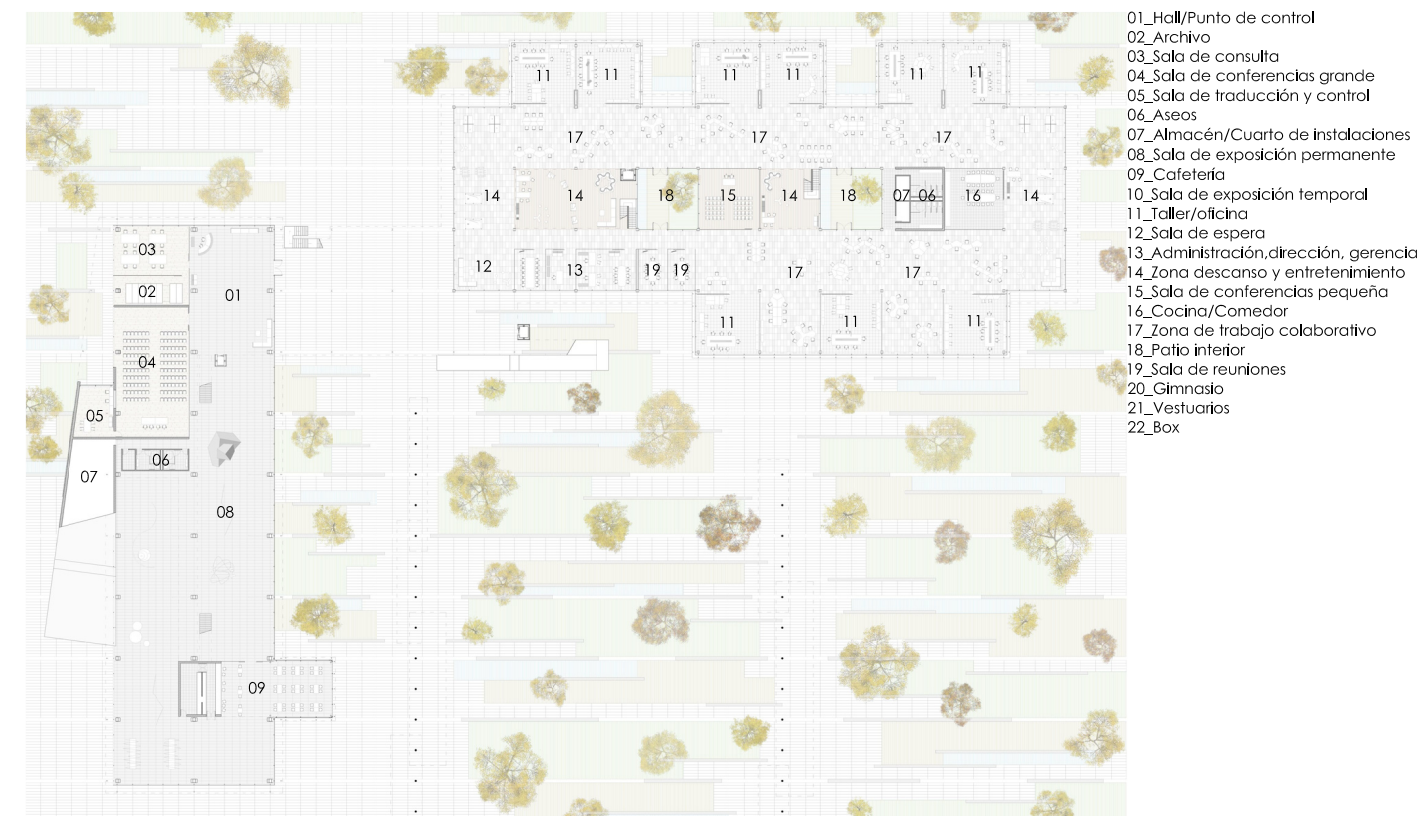 01_Hall/Punto de control
02_Archivo
03_Sala de consulta
04_Sala de conferencias grande
05_Sala de traducción y control
06_Aseos
07_Almacén/Cuarto de instalaciones
08_Sala de exposición permanente
09_Cafetería
10_Sala de exposición temporal
11_Taller/oficina
12_Sala de espera
13_Administración,dirección, gerencia
14_Zona descanso y entretenimiento
15_Sala de conferencias pequeña
16_Cocina/Comedor
17_Zona de trabajo colaborativo
18_Patio interior
19_Sala de reuniones
20_Gimnasio
21_Vestuarios
22_Box
11 11 11 11 11 11
17 17 17
14 14 18 15 14 18 07 06 16 14
12 13 19 19 17 17
11 11 11
03
02 01
04
05
06
07
08
09